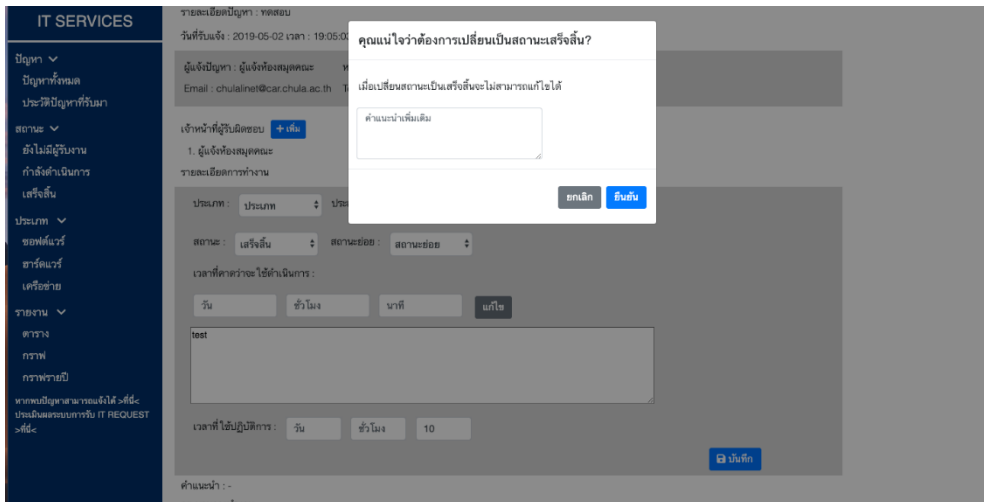 IT SERVICES
ปัญหา
ปัญหาทั้งหมด
ประวัติปัญหาที่รับมา
สถานะ
ยังไม่มีผู้รับงาน
กำลังดำเนินการ
เสร็จสิ้น
ประเภท
ซอฟต์แวร์
ฮาร์ดแวร์
เครือข่าย
รายงาน
ตาราง
กราฟ
กราฟรายปี
หากพบปัญหาสามารถแจ้งได้ >ที่นี่<
ประเมินผลระบบการรับ IT REQUEST
>ที่นี่<
รายละเอียดปัญหา : ทดสอบ
วันที่รับแจ้ง : 2019-05-02 เวลา : 19:05:0
ผู้แจ้งปัญหา : ผู้แจ้งห้องสมุดคณะ
Email : chulalinet@car.chula.ac.th
เจ้าหน้าที่ผู้รับผิดชอบ + เพิ่ม
1. ผู้แจ้งห้องสมุดคณะ
รายละเอียดการทำงาน
คุณแน่ใจว่าต้องการเปลี่ยนเป็นสถานะเสร็จสิ้น?
เมื่อเปลี่ยนสถานะเป็นเสร็จสิ้นจะไม่สามารถแก้ไขได้
คำแนะนำเพิ่มเติม
ยกเลิก ยืนยัน
ประเภท : ประเภท ประ
สถานะ : เสร็จสิ้น สถานะย่อย : สถานะย่อย
เวลาที่คาดว่าจะใช้ดำเนินการ :
วัน ชั่วโมง นาที แก้ไข
test
เวลาที่ใช้ปฏิบัติการ : วัน ชั่วโมง 10
บันทึก
คำแนะนำ : -